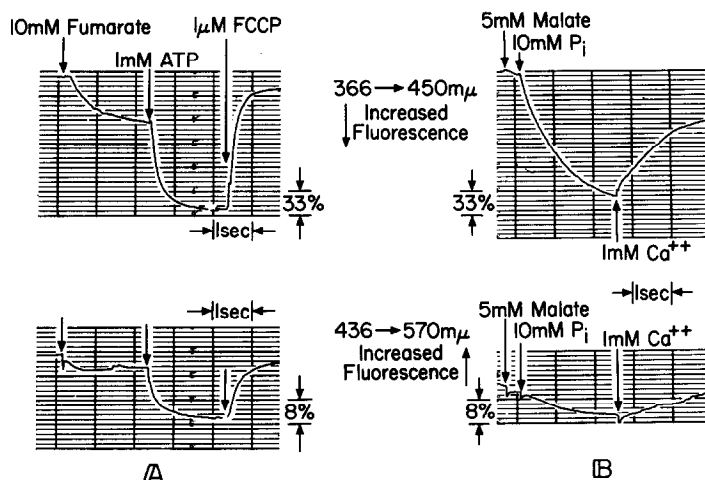 10mM Fumarate
1μM FCCP
1mM ATP
33%
1sec
366→450mμ
Increased
Fluorescence
5mM Malate
10mM Pi
33%
1mM Ca++
1sec
1sec
8%
436→570mμ
Increased
Fluorescence
5mM Malate
10mM Pi
1mM Ca++
8%
A
B